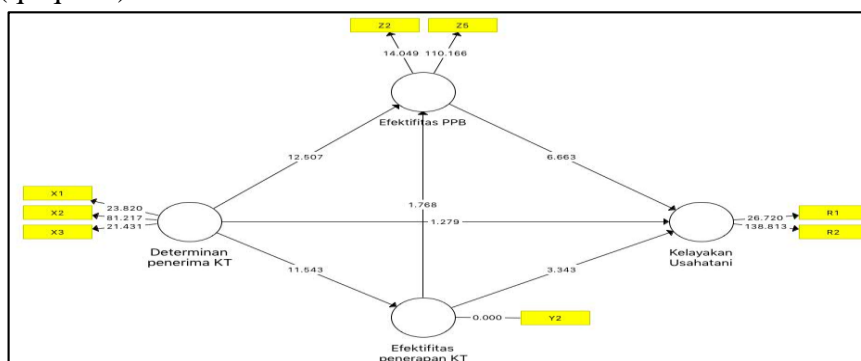 Z2 Z5
14.049 110.166
Efektifitas PPB
12.507 6.663
X1
23.820
X2
81.217
X3
21.431
1.768
1.279
R1
26.720
R2
138.813
Determinan
penerima KT
Kelayakan
Usahatani
11.543 3.343
0.000 Y2
Efektifitas
penerapan KT